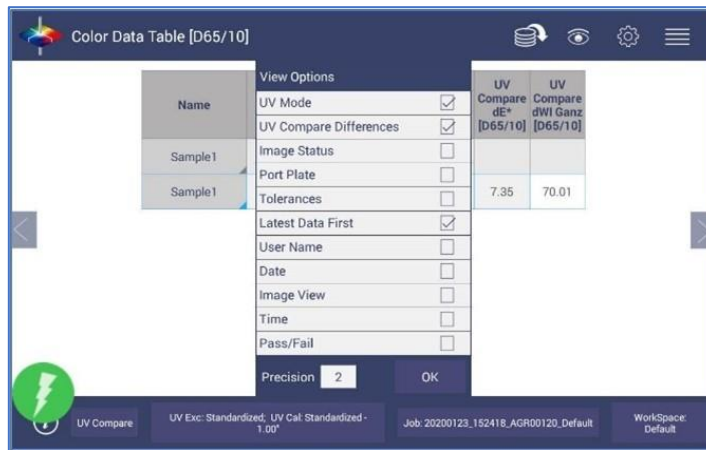 Color Data Table [D65/10]
View Options
Name
UV Mode
UV Compare Differences
Image Status
Port Plate
Tolerances
Latest Data First
User Name
Date
Image View
Time
Pass/Fail
Precision 2 OK
UV
Compare
dE*
[D65/10]
UV
Compare
dWI Ganz
[D65/10]
Sample1
Sample1
7.35 70.01
UV Compare
UV Exc: Standardized; UV Cal: Standardized -
1.00"
Job: 20200123_152418_AGR00120_Default
WorkSpace:
Default